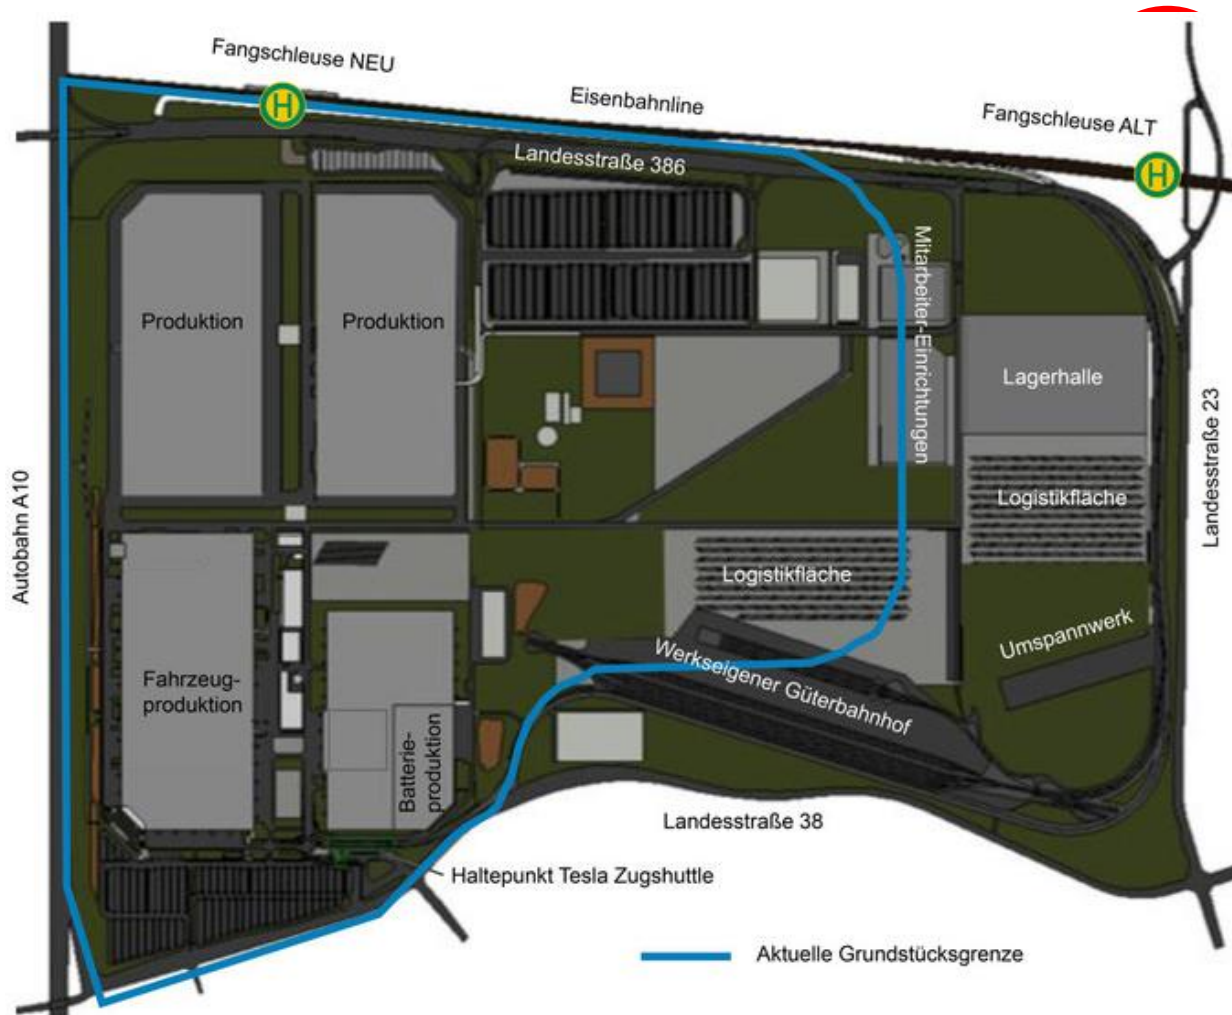 Fangschleuse NEU
H
Eisenbahnline
Fangschleuse ALT
H
Landesstraße 386
Mitarbeiter-Einrichtungen
Produktion
Produktion
Lagerhalle
Landesstraße 23
Autobahn A10
Logistikfläche
Logistikfläche
Umspannwerk
Werkseigener Güterbahnhof
Fahrzeug-
produktion
Batterie-
produktion
Landesstraße 38
Haltepunkt Tesla Zugshuttle
Aktuelle Grundstücksgrenze